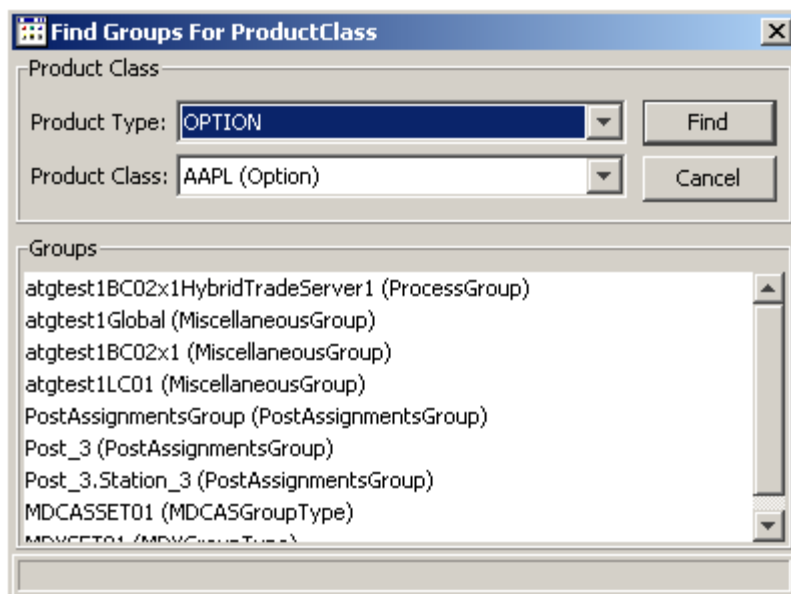 Find Groups For ProductClass
Product Class
Product Type: OPTION
Find
Product Class: AAPL (Option)
Cancel
Groups
atgtest1BC02x1HybridTradeServer1 (ProcessGroup)
atgtest1Global (MiscellaneousGroup)
atgtest1BC02x1 (MiscellaneousGroup)
atgtest1LC01 (MiscellaneousGroup)
PostAssignmentsGroup (PostAssignmentsGroup)
Post_3 (PostAssignmentsGroup)
Post_3.Station_3 (PostAssignmentsGroup)
MDCASSET01 (MDCASGroupType)